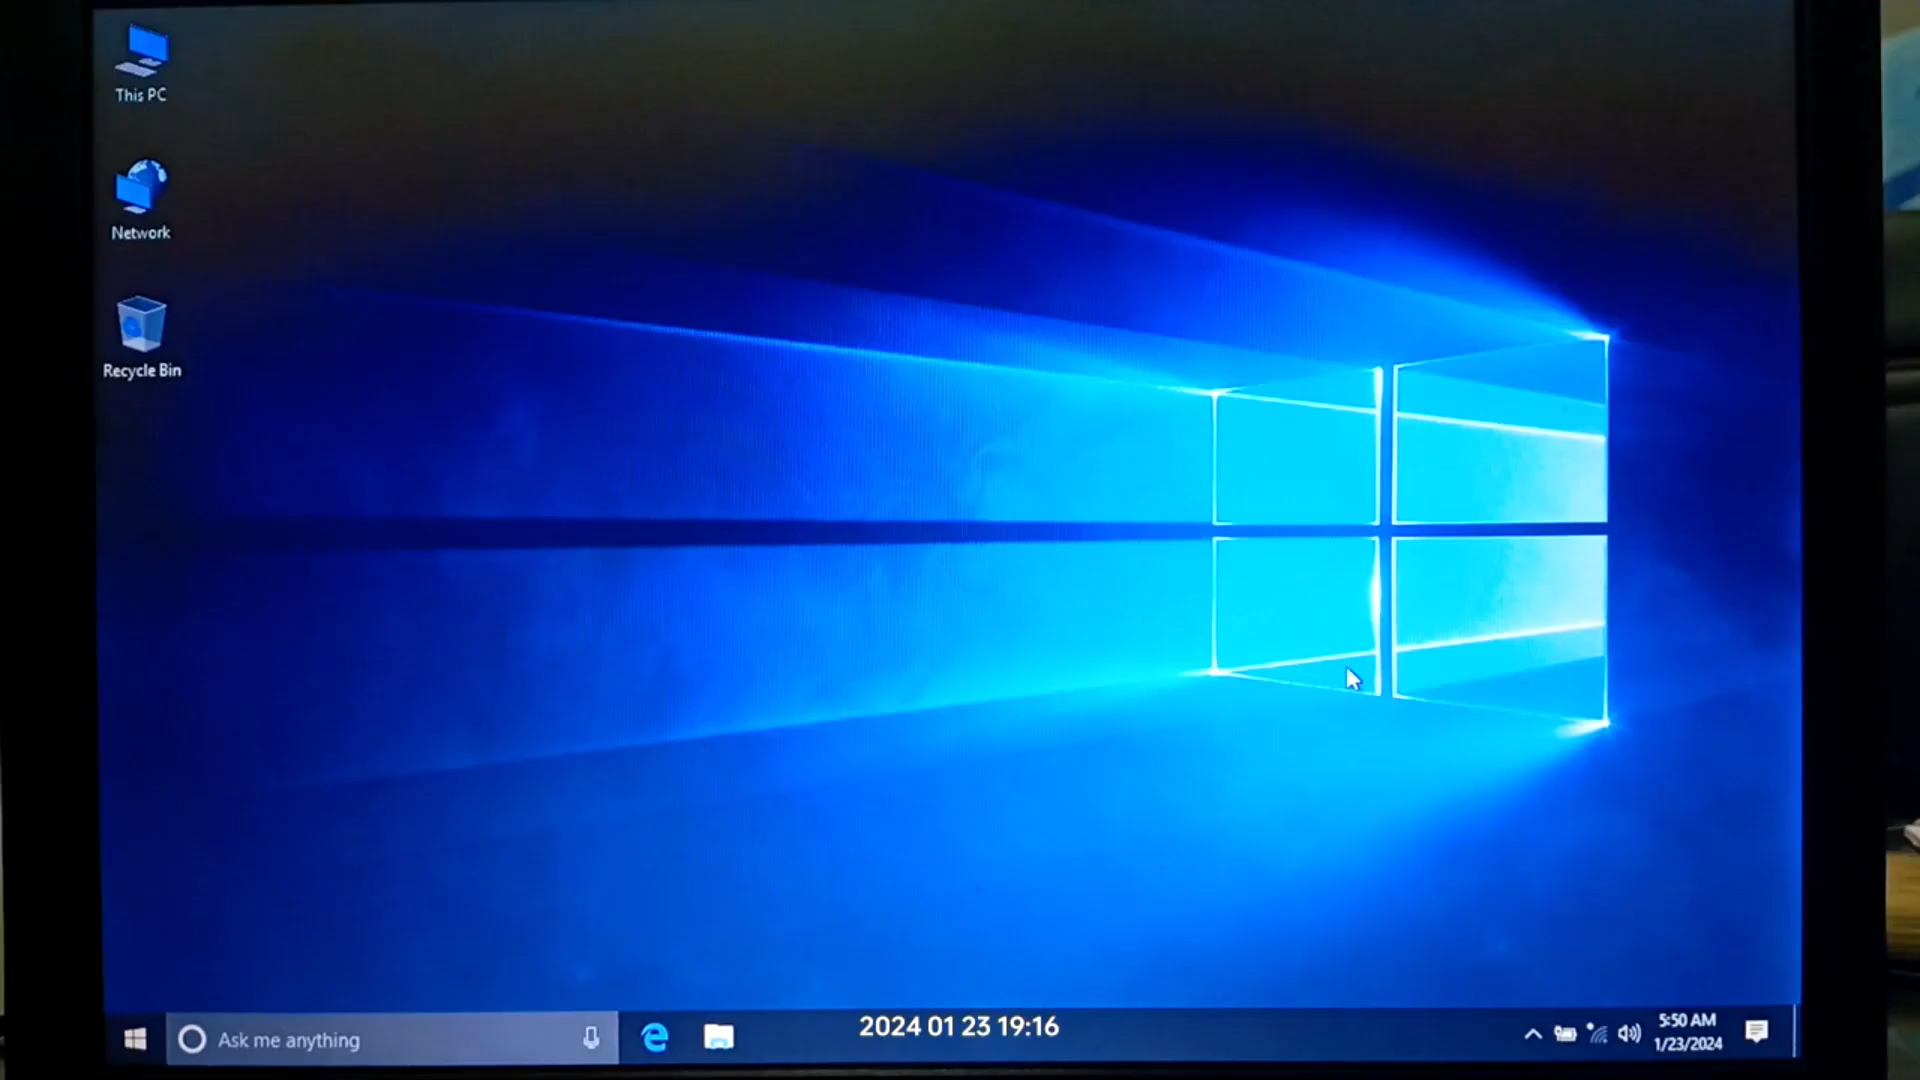 This PC
Network
Recycle Bin
Ask me anything
2024 01 23 19:16
5:50 AM
1/23/2024